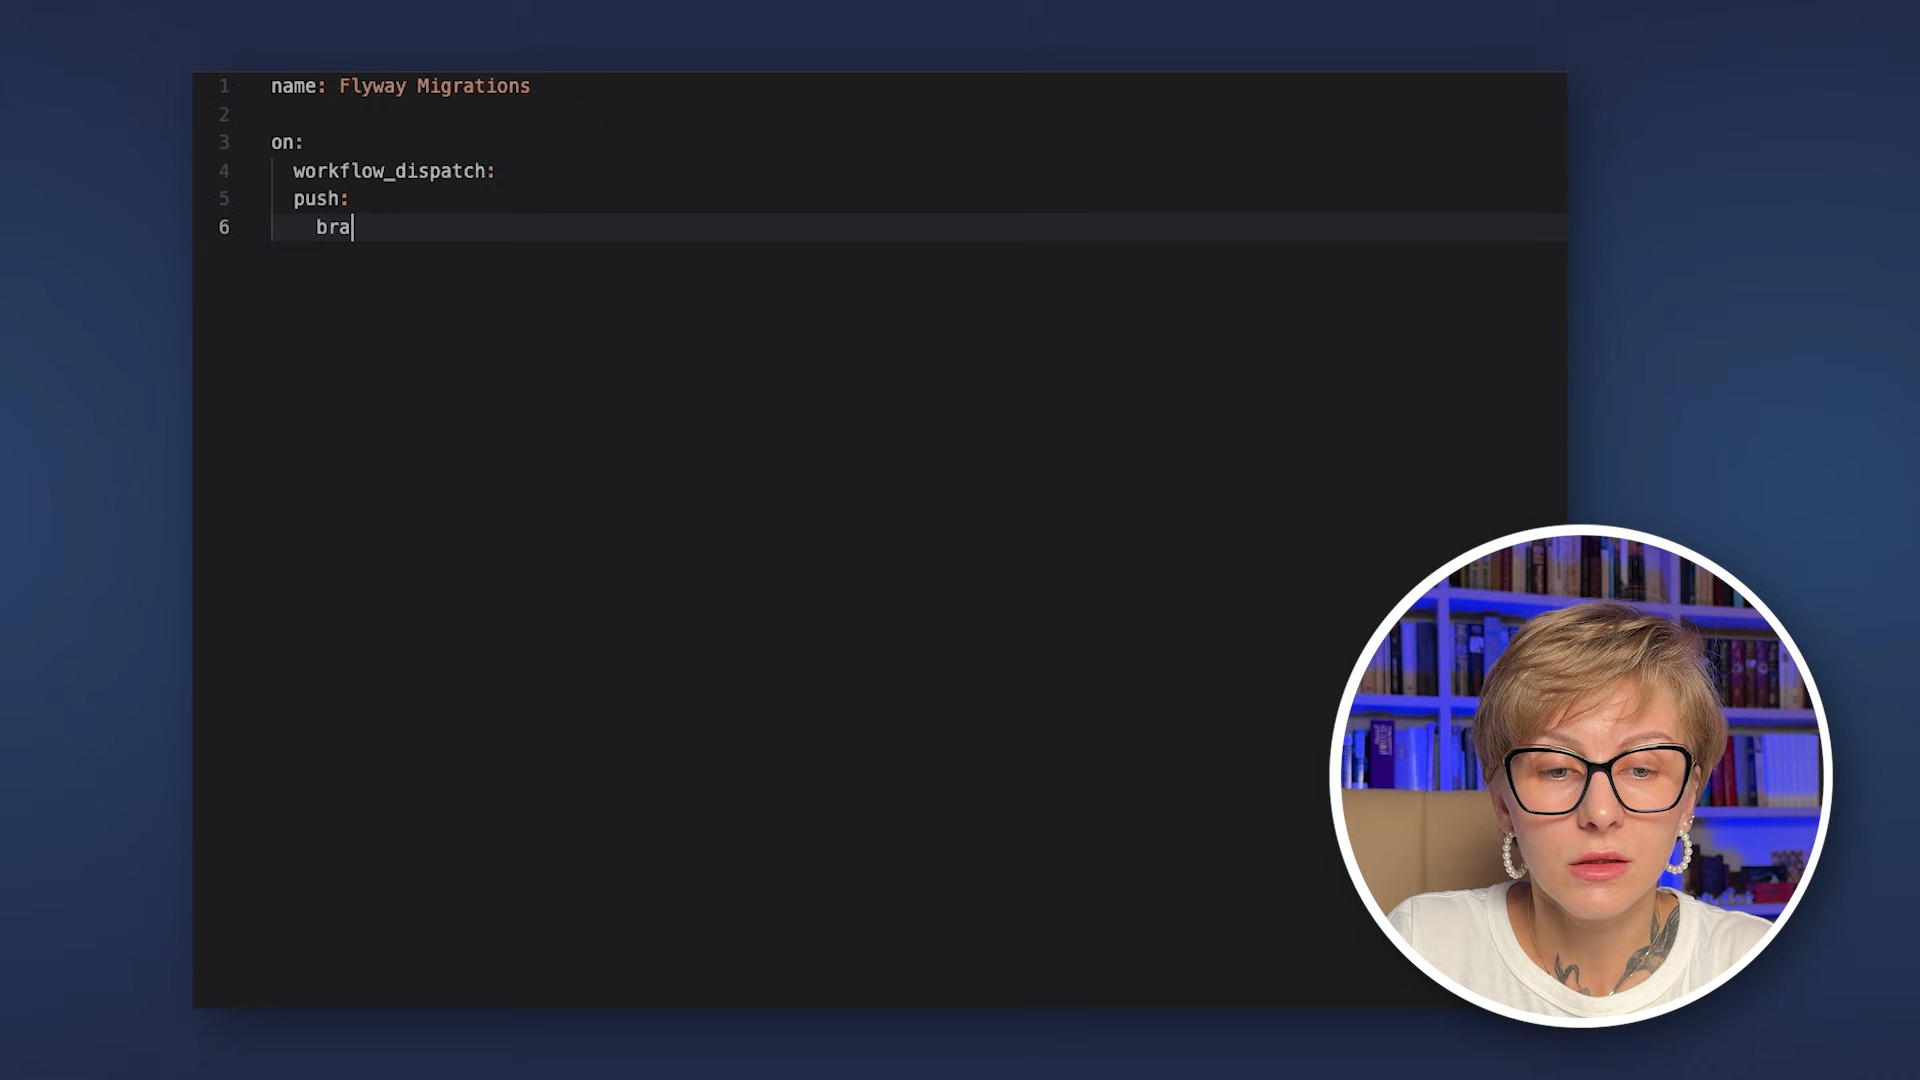 1 name: Flyway Migrations
2
3 on:
4 workflow_dispatch:
5 push:
6 bra